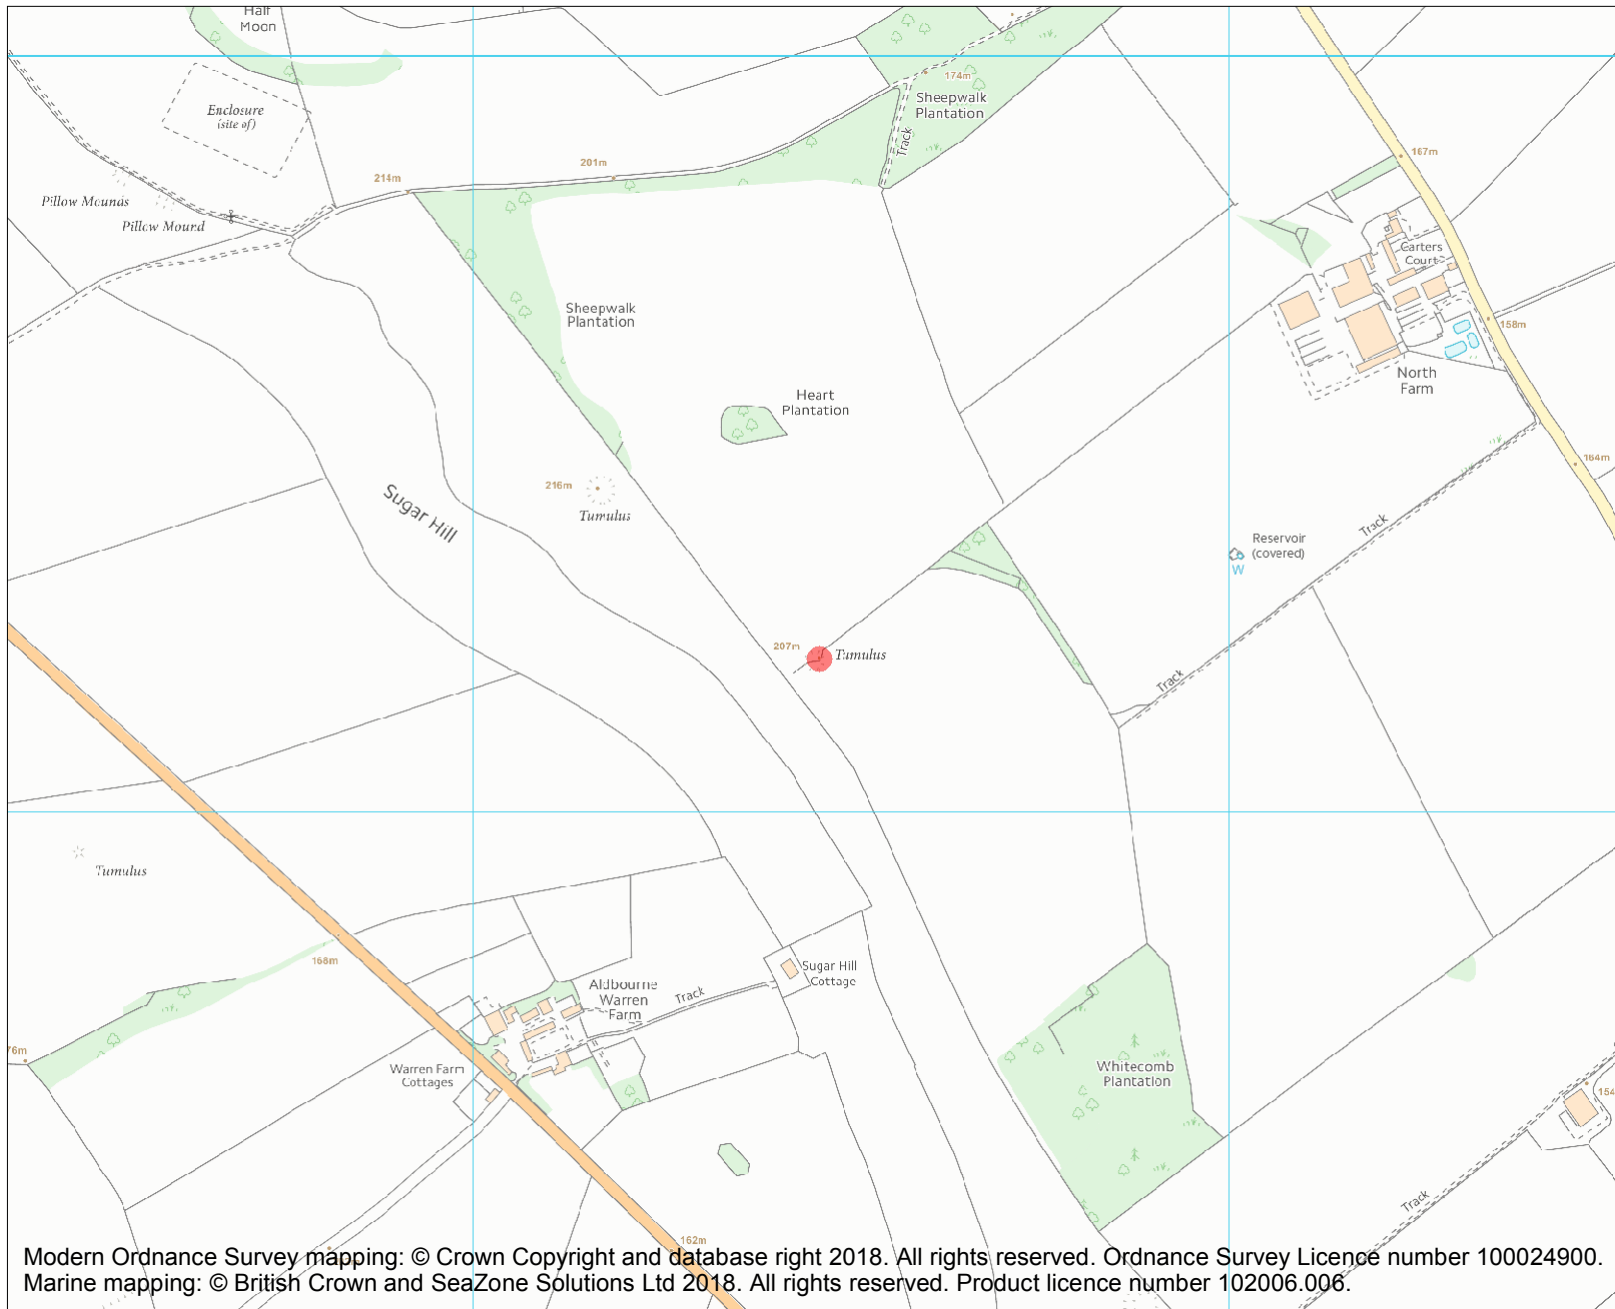 Half
Moon
174m
Sheepwalk
Plantation
Track
Enclosure
(site of)
167m
201m
214m
Pillow Mounds
Pillow Mound
Carters
Court
Sheepwalk
Plantation
158m
North
Farm
Heart
Plantation
164m
216m
Tumulus
Sugar Hill
Track
Reservoir
(covered)
W
207m
Tumulus
Track
Tumulus
168m
Sugar Hill
Cottage
Aldbourne
Warren
Farm
Track
76m
Warren Farm
Cottages
Whitecomb
Plantation
154
Track
162m
Modern Ordnance Survey mapping: © Crown Copyright and database right 2018. All rights reserved. Ordnance Survey Licence number 100024900.
Marine mapping: © British Crown and SeaZone Solutions Ltd 2018. All rights reserved. Product licence number 102006.006.